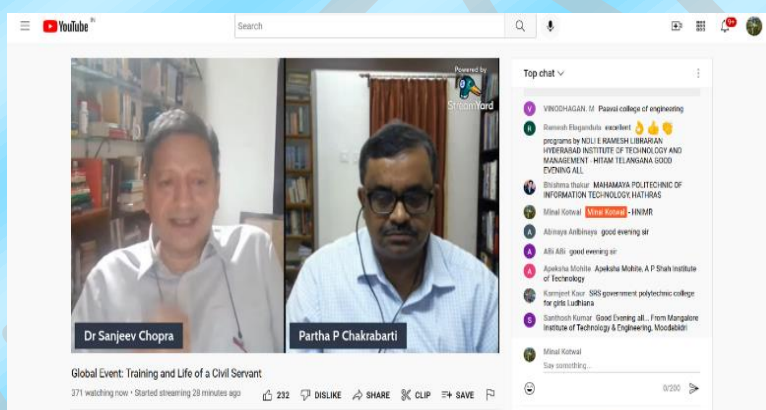 YouTube IN
Search
9+
Powered by
StreamYard
Dr Sanjeev Chopra
Partha P Chakrabarti
Global Event: Training and Life of a Civil Servant
371 watching now • Started streaming 28 minutes ago
232 DISLIKE SHARE CLIP SAVE
Top chat
V VINODHAGAN. M Paavai college of engineering
R Ramesh Elagandula excellent 👌👍👏
programs by NDLI E RAMESH LIBRARIAN
HYDERABAD INSTITUTE OF TECHNOLOGY AND
MANAGEMENT - HITAM TELANGANA GOOD
EVENING ALL
Bhishma thakur MAHAMAYA POLITECHNIC OF
INFORMATION TECHNOLOGY, HATHRAS
Minal Kotwal Minal Kotwal - HNIMR
A Abinaya Anbinaya good evening sir
A Alli Alli good evening sir
A Apeksha Mohite Apeksha Mohite, A P Shah Institute
of Technology
Karmjeet Kaur SRS government polytechnic college
for girls Ludhiana
S Santhosh Kumar Good Evening all... From Mangalore
Institute of Technology & Engineering, Moodabidri
Minal Kotwal
Say something...
0/200